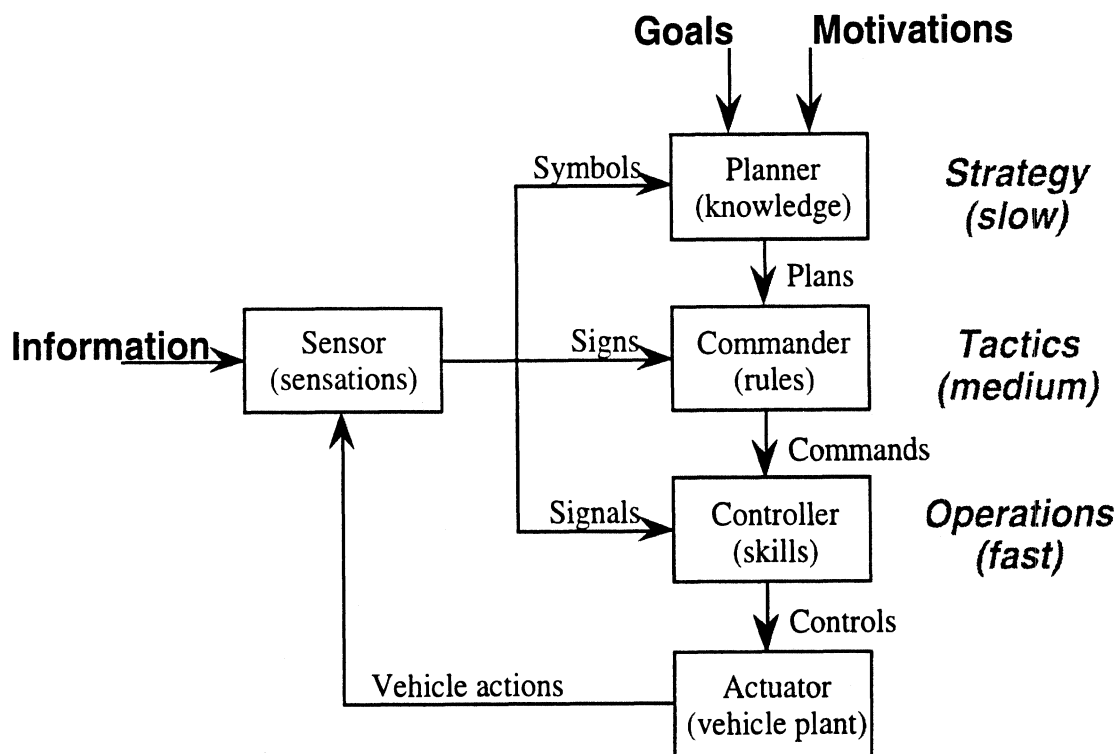 Goals Motivations
Symbols
Planner
(knowledge)
Strategy
(slow)
Plans
Information
Sensor
(sensations)
Signs
Commander
(rules)
Tactics
(medium)
Commands
Signals
Controller
(skills)
Operations
(fast)
Controls
Vehicle actions
Actuator
(vehicle plant)